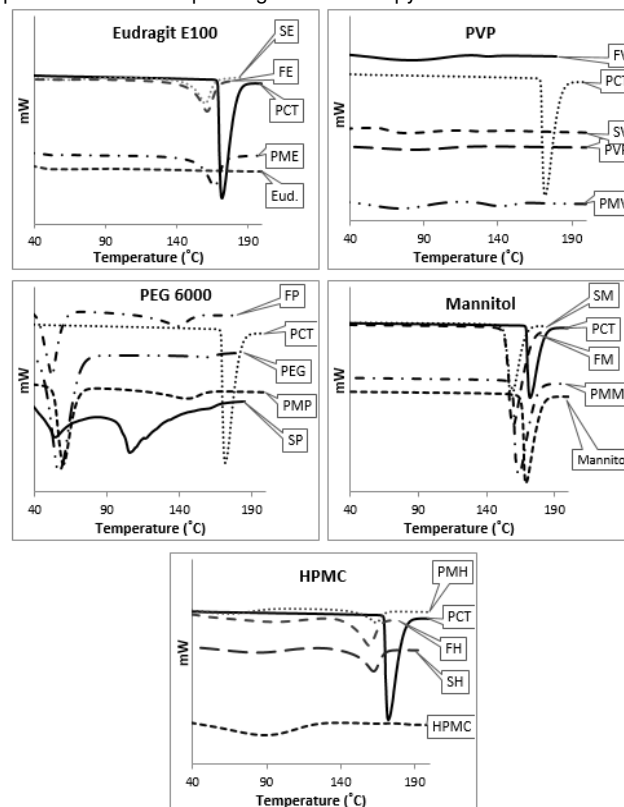 Eudragit E100
SE
FE
PCT
PME
Eud.
mW
40 90 140 190
Temperature (˚C)
PVP
PCT
PVP
mW
40 90 140 190
Temperature (˚C)
PEG 6000
FP
PCT
PEG
PMP
SP
mW
40 90 140 190
Temperature (˚C)
Mannitol
SM
PCT
FM
PMM
Mannitol
mW
40 90 140 190
Temperature (˚C)
HPMC
PMH
PCT
FH
SH
HPMC
mW
40 90 140 190
Temperature (˚C)